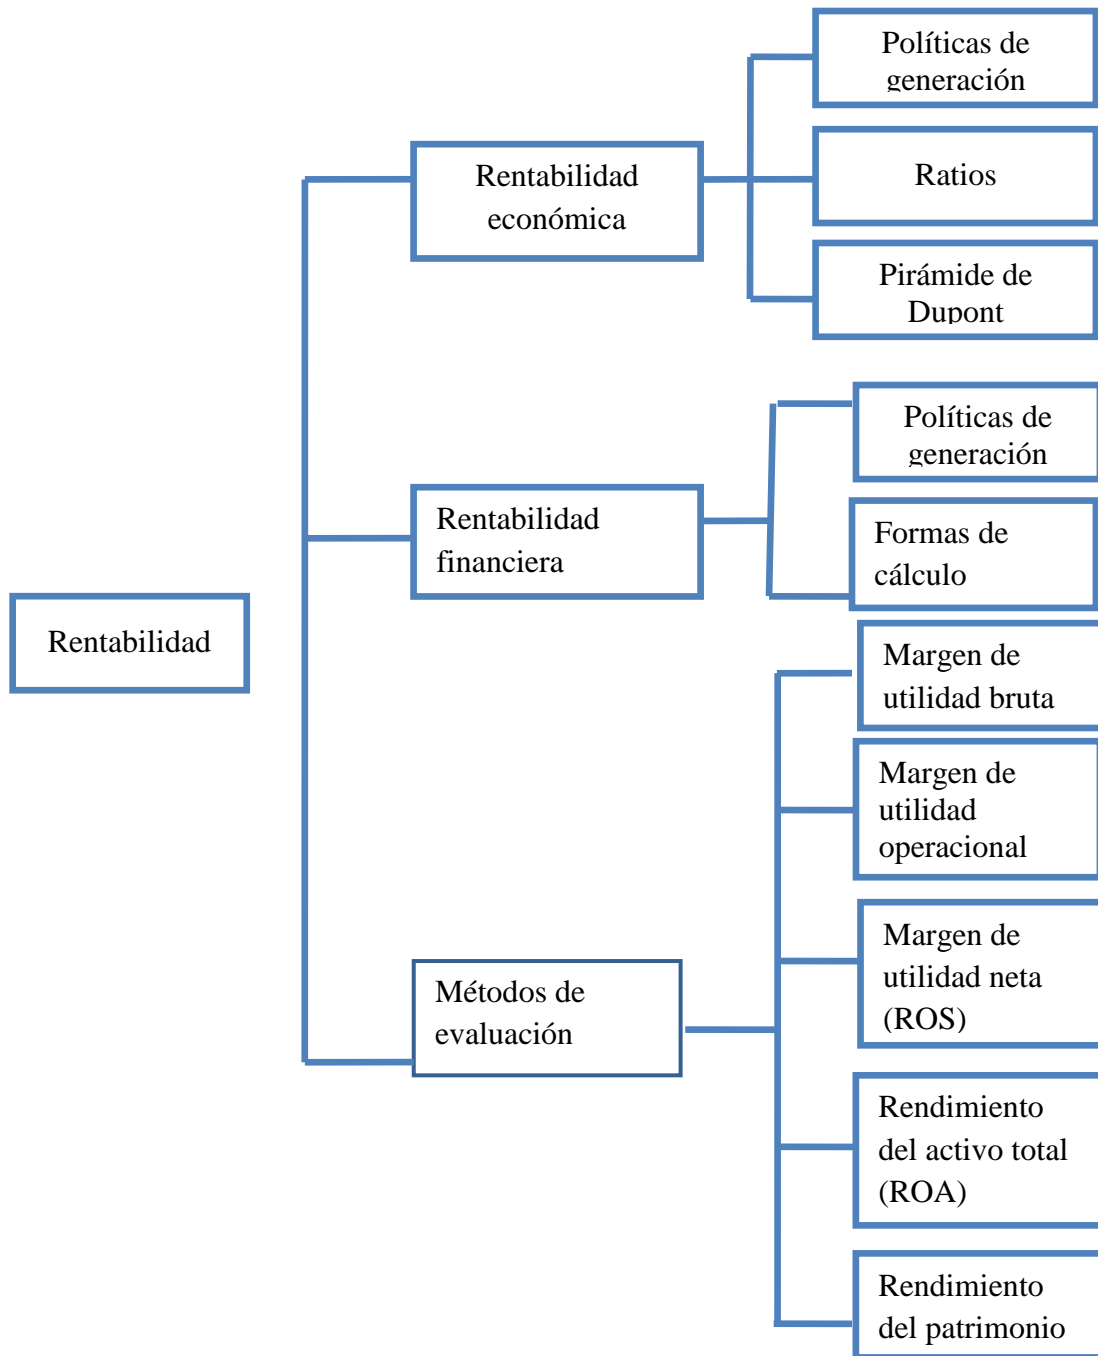 Políticas de
generación
Rentabilidad
económica
Ratios
Pirámide de
Dupont
Políticas de
generación
Rentabilidad
financiera
Formas de
cálculo
Rentabilidad
Margen de
utilidad bruta
Margen de
utilidad
operacional
Margen de
utilidad neta
(ROS)
Métodos de
evaluación
Rendimiento
del activo total
(ROA)
Rendimiento
del patrimonio